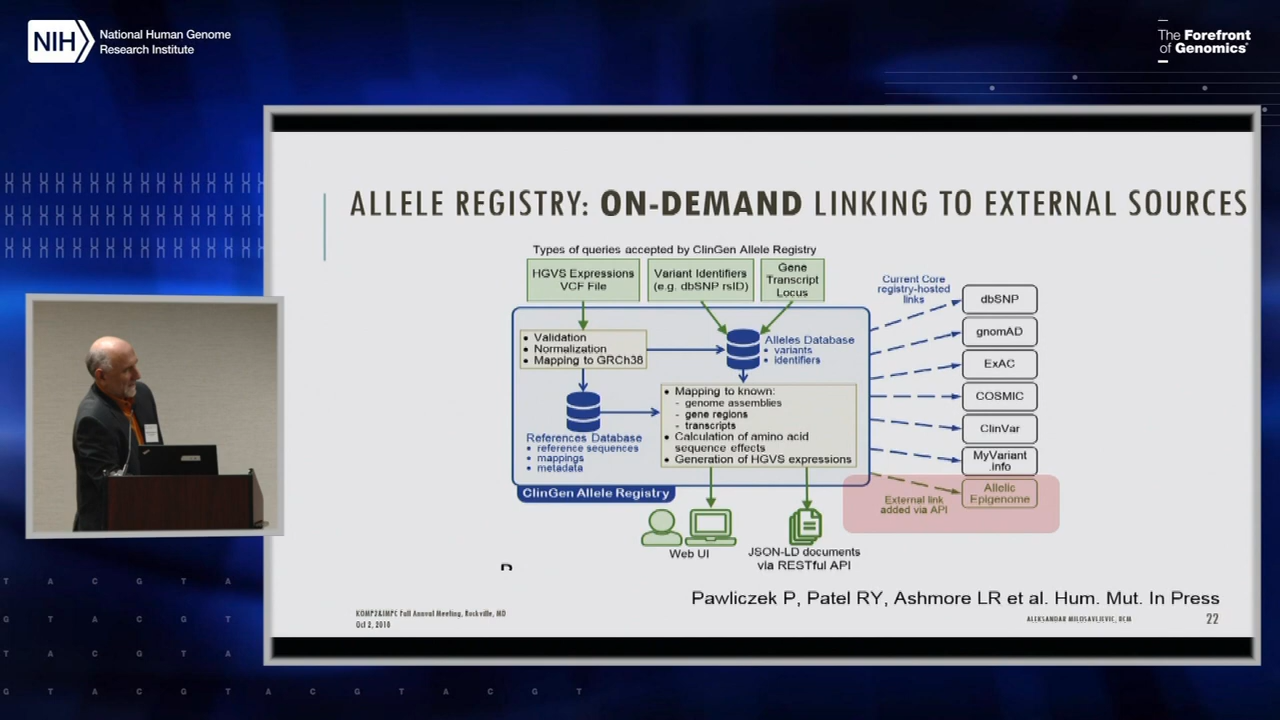 NIH
National Human Genome
Research Institute
The Forefront
of Genomics®
ALLELE REGISTRY: ON-DEMAND LINKING TO EXTERNAL SOURCES
Types of queries accepted by ClinGen Allele Registry
HGVS Expressions
VCF File
Variant Identifiers
(e.g. dbSNP rsID)
Gene
Transcript
Locus
Current Core
registry-hosted
links
• Validation
• Normalization
• Mapping to GRCh38
Alleles Database
• variants
• identifiers
References Database
• reference sequences
• mappings
• metadata
• Mapping to known:
- genome assemblies
- gene regions
- transcripts
• Calculation of amino acid
sequence effects
• Generation of HGVS expressions
ClinGen Allele Registry
dbSNP
gnomAD
ExAC
COSMIC
ClinVar
MyVariant
.info
Allelic
Epigenome
External link
added via API
Web UI
JSON-LD documents
via RESTful API
Pawliczek P, Patel RY, Ashmore LR et al. Hum. Mut. In Press
KOMP2&IMPC Fall Annual Meeting, Rockville, MD
Oct 2, 2018
ALEKSANDAR MILOSAVLJEVIC, BCM
22
T A C G T A
G T A C G T
T A C G T A
G T A C G T A C G T A C G T